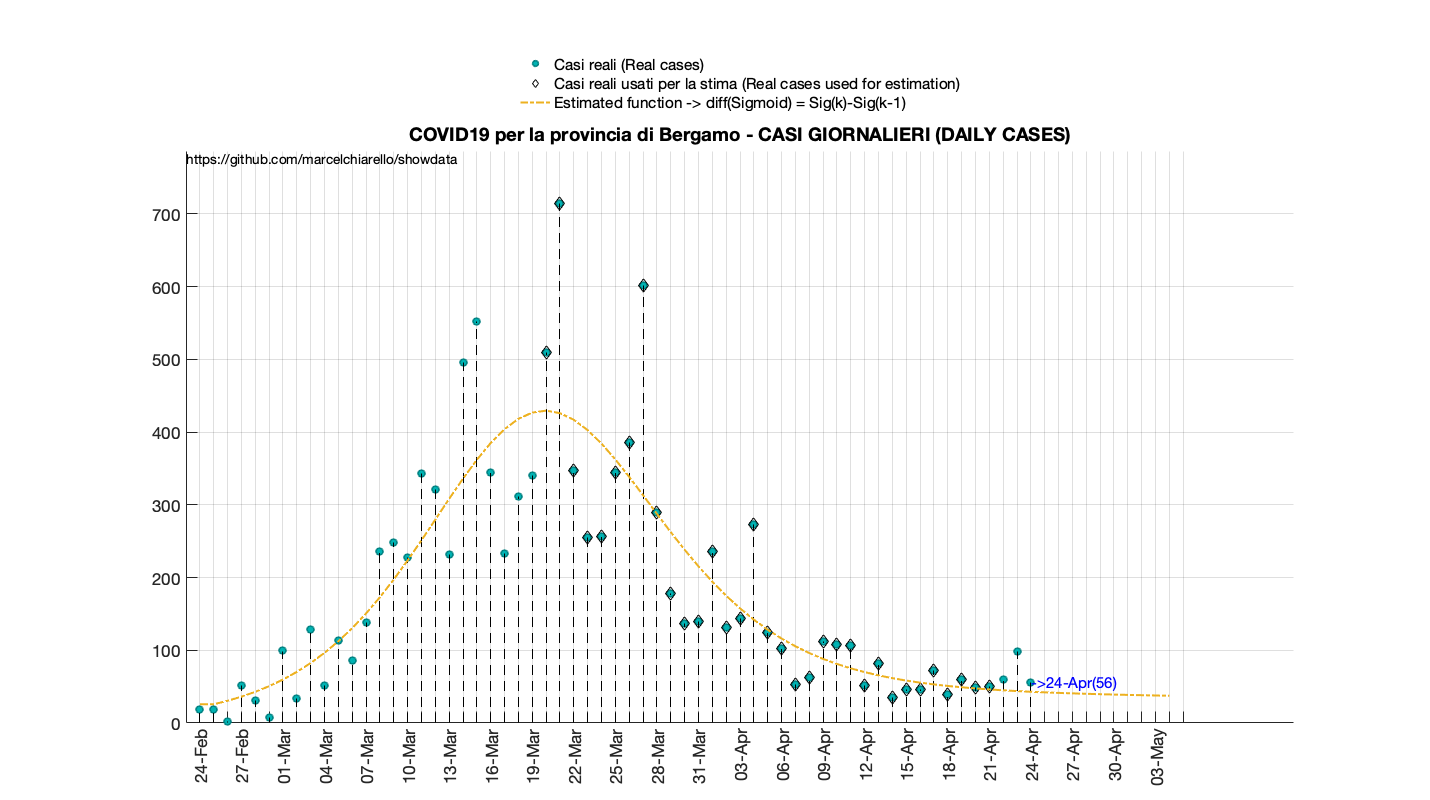 Casi reali (Real cases)
Casi reali usati per la stima (Real cases used for estimation)
Estimated function -> diff(Sigmoid) = Sig(k)-Sig(k-1)
COVID19 per la provincia di Bergamo - CASI GIORNALIERI (DAILY CASES)
https://github.com/marcelchiarello/showdata
700
600
500
400
300
200
100
0
->24-Apr(56)
24-Feb
27-Feb
01-Mar
04-Mar
07-Mar
10-Mar
13-Mar
16-Mar
19-Mar
22-Mar
25-Mar
28-Mar
31-Mar
03-Apr
06-Apr
09-Apr
12-Apr
15-Apr
18-Apr
21-Apr
24-Apr
27-Apr
30-Apr
03-May